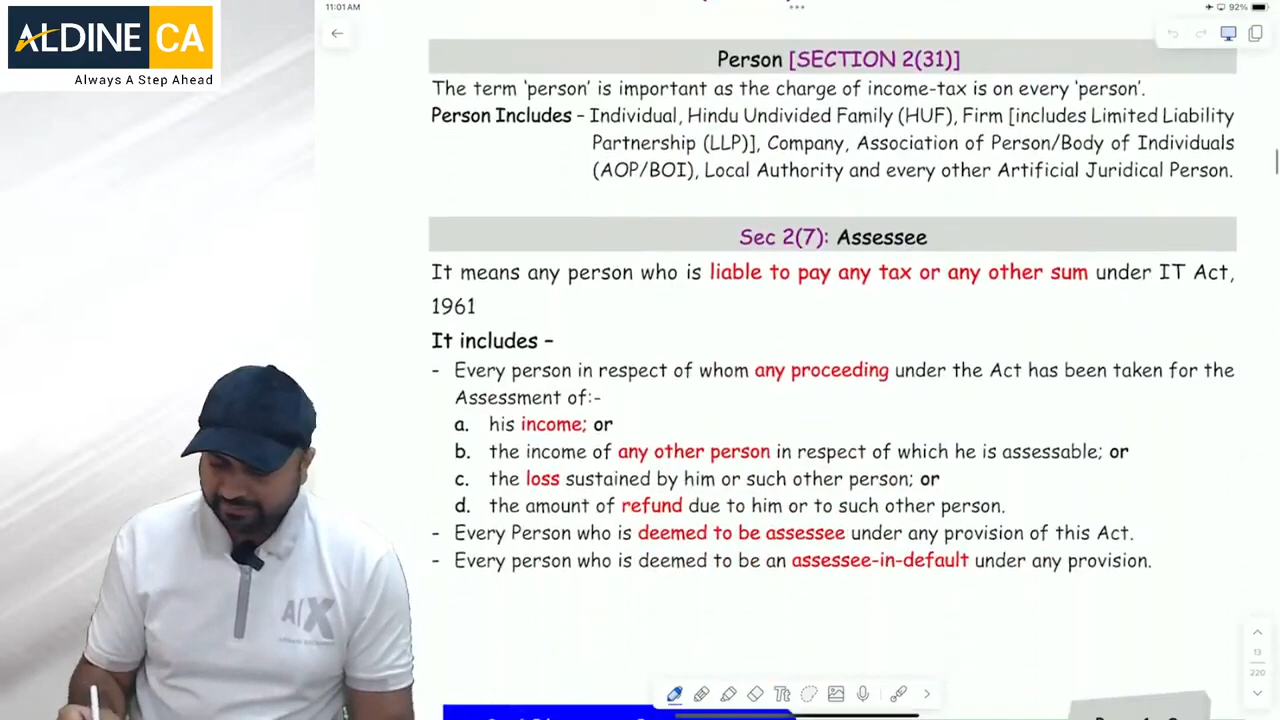 ALDINE CA
Always A Step Ahead
11:01AM
92%
Person [SECTION 2(31)]
The term 'person' is important as the charge of income-tax is on every 'person'.
Person Includes – Individual, Hindu Undivided Family (HUF), Firm [includes Limited Liability
Partnership (LLP)], Company, Association of Person/Body of Individuals
(AOP/BOI), Local Authority and every other Artificial Juridical Person.
Sec 2(7): Assessee
It means any person who is liable to pay any tax or any other sum under IT Act,
1961
It includes –
- Every person in respect of whom any proceeding under the Act has been taken for the
Assessment of:-
a. his income; or
b. the income of any other person in respect of which he is assessable; or
c. the loss sustained by him or such other person; or
d. the amount of refund due to him or to such other person.
- Every Person who is deemed to be assessee under any provision of this Act.
- Every person who is deemed to be an assessee-in-default under any provision.
A|X
13
220
Tt